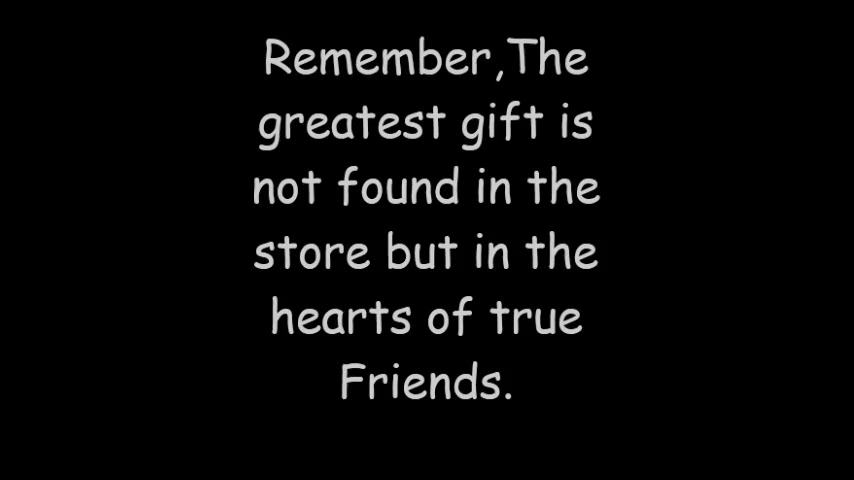 Remember,The
greatest gift is
not found in the
store but in the
hearts of true
Friends.